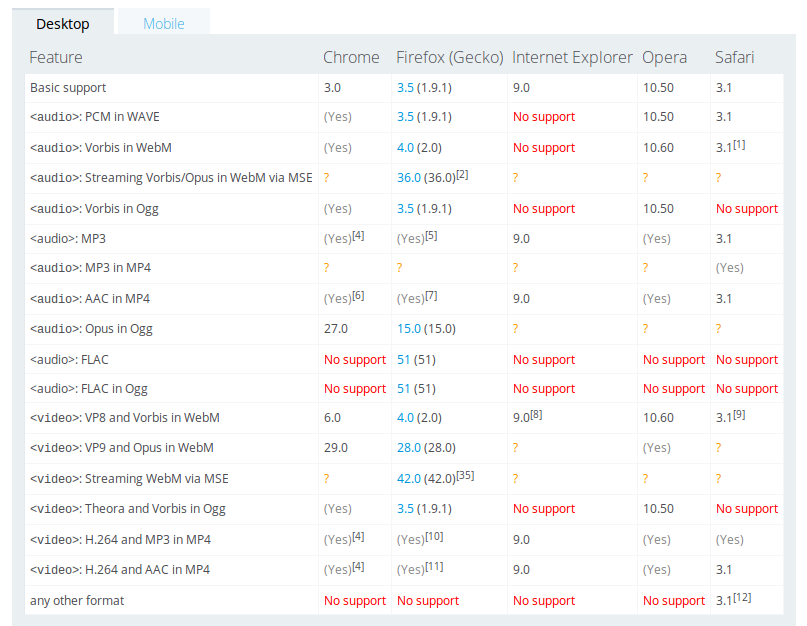 Desktop Mobile
Feature Chrome Firefox (Gecko) Internet Explorer Opera Safari
Basic support 3.0 3.5 (1.9.1) 9.0 10.50 3.1
<audio>: PCM in WAVE (Yes) 3.5 (1.9.1) No support 10.50 3.1
<audio>: Vorbis in WebM (Yes) 4.0 (2.0) No support 10.60 3.1[1]
<audio>: Streaming Vorbis/Opus in WebM via MSE ? 36.0 (36.0)[2] ? ? ?
<audio>: Vorbis in Ogg (Yes) 3.5 (1.9.1) No support 10.50 No support
<audio>: MP3 (Yes)[4] (Yes)[5] 9.0 (Yes) 3.1
<audio>: MP3 in MP4 ? ? ? ? (Yes)
<audio>: AAC in MP4 (Yes)[6] (Yes)[7] 9.0 (Yes) 3.1
<audio>: Opus in Ogg 27.0 15.0 (15.0) ? ? ?
<audio>: FLAC No support 51 (51) No support No support No support
<audio>: FLAC in Ogg No support 51 (51) No support No support No support
<video>: VP8 and Vorbis in WebM 6.0 4.0 (2.0) 9.0[8] 10.60 3.1[9]
<video>: VP9 and Opus in WebM 29.0 28.0 (28.0) ? (Yes) ?
<video>: Streaming WebM via MSE ? 42.0 (42.0)[35] ? ? ?
<video>: Theora and Vorbis in Ogg (Yes) 3.5 (1.9.1) No support 10.50 No support
<video>: H.264 and MP3 in MP4 (Yes)[4] (Yes)[10] 9.0 (Yes) (Yes)
<video>: H.264 and AAC in MP4 (Yes)[4] (Yes)[11] 9.0 (Yes) 3.1
any other format No support No support No support No support 3.1[12]